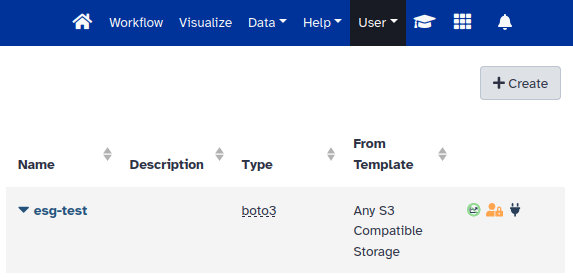 Workflow Visualize Data Help User
Create
Name Description Type From Template
esg-test boto3 Any S3
Compatible
Storage